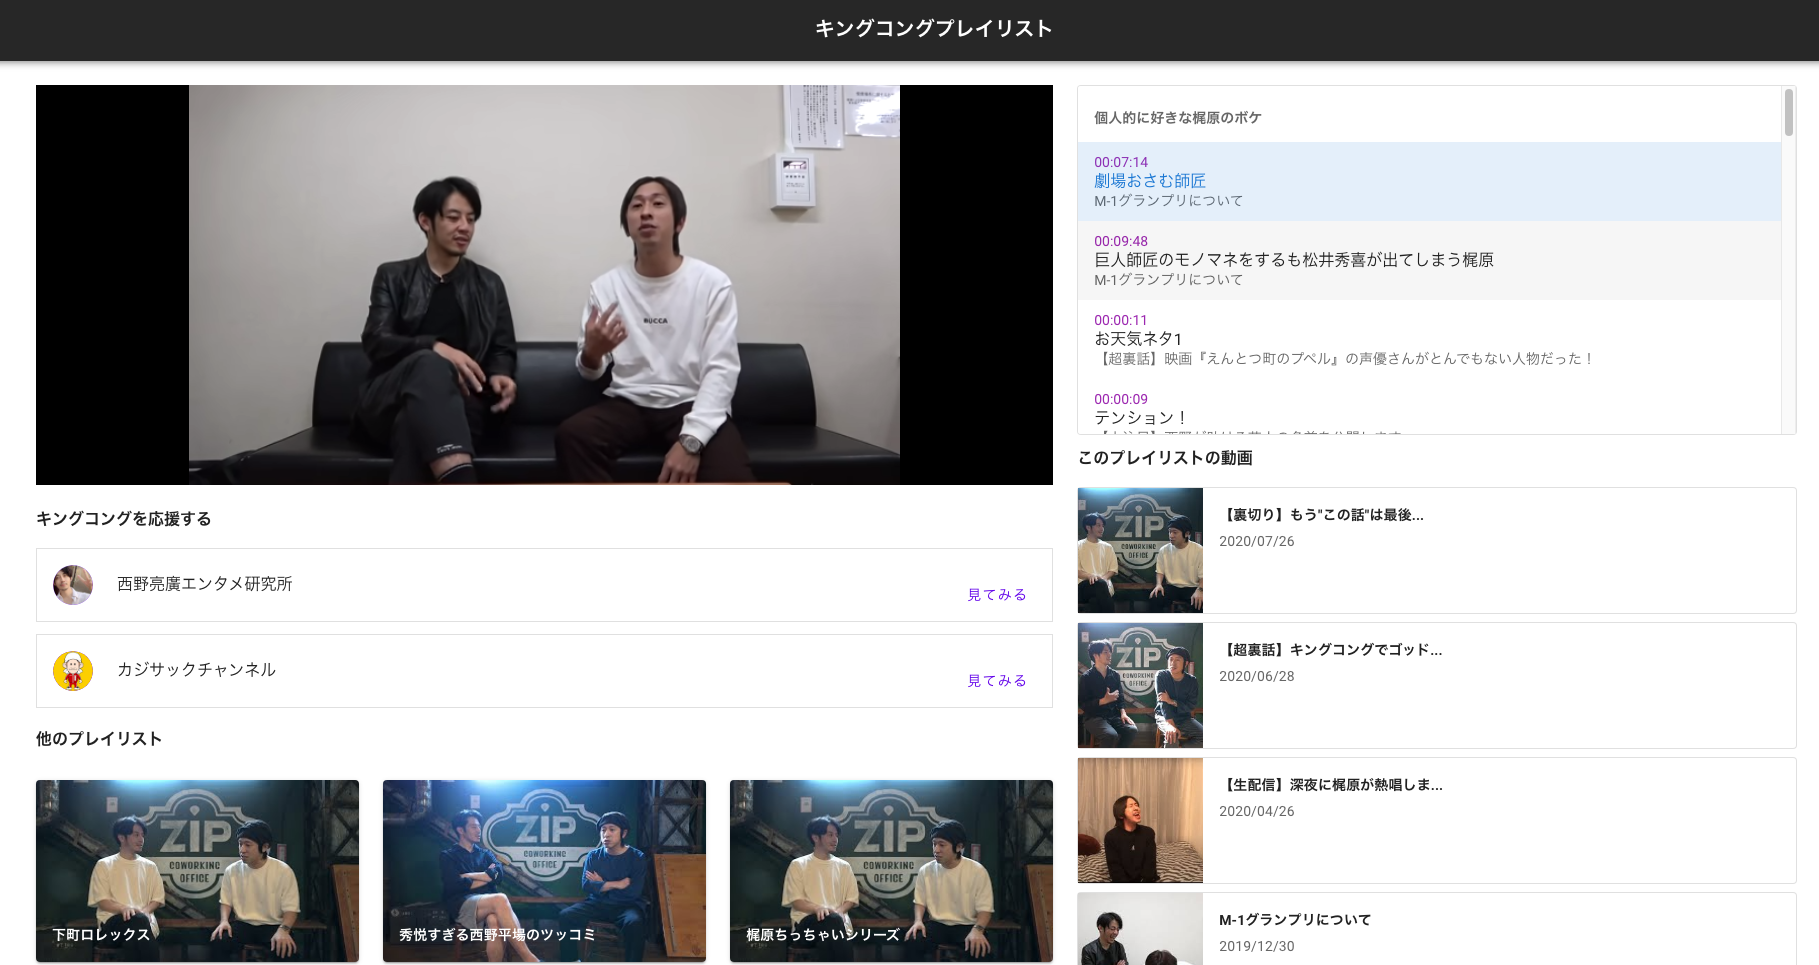 キングコングプレイリスト
BUCCA
個人的に好きな梶原のボケ
00:07:14
劇場おさむ師匠
M-1グランプリについて
00:09:48
巨人師匠のモノマネをするも松井秀喜が出てしまう梶原
M-1グランプリについて
00:00:11
お天気ネタ1
【超裏話】映画『えんとつ町のプペル』の声優さんがとんでもない人物だった！
00:00:09
テンション！
キングコングを応援する
西野亮廣エンタメ研究所
見てみる
カジサックチャンネル
見てみる
他のプレイリスト
ZIP
COWORKING
OFFICE
下町ロレックス
ZIP
COWORKING
OFFICE
秀悦すぎる西野平場のツッコミ
ZIP
COWORKING
OFFICE
梶原ちっちゃいシリーズ
このプレイリストの動画
ZIP
COWORKING
OFFICE
【裏切り】もう"この話"は最後...
2020/07/26
ZIP
【超裏話】キングコングでゴッド...
2020/06/28
【生配信】深夜に梶原が熱唱しま...
2020/04/26
M-1グランプリについて
2019/12/30